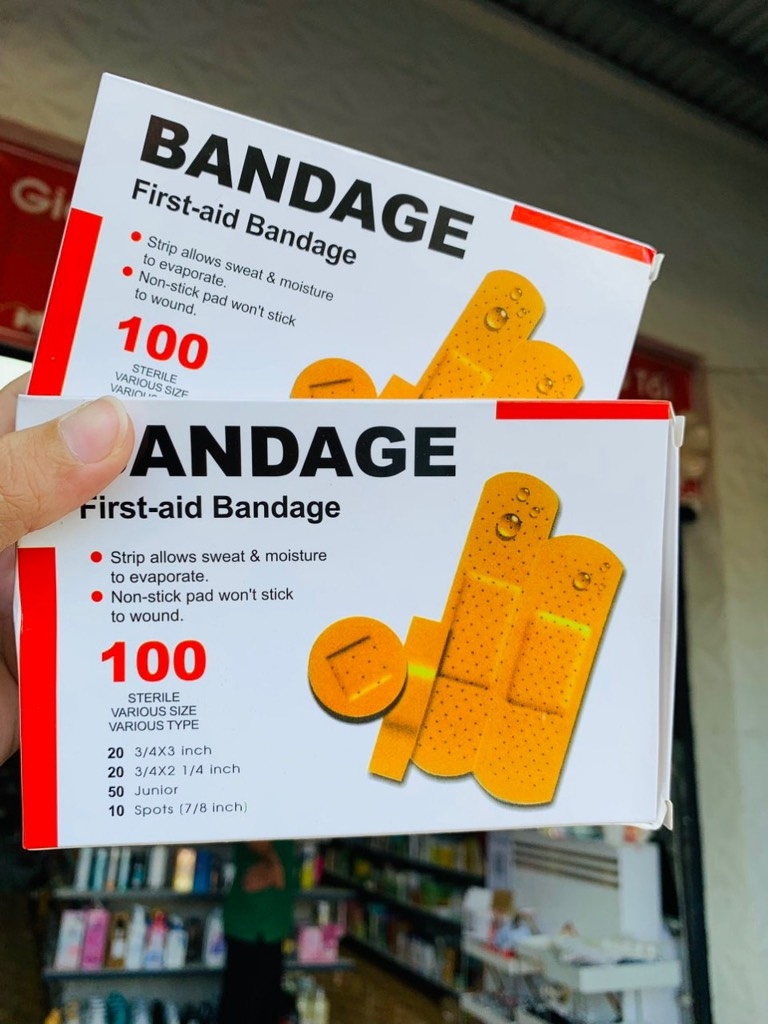 BANDAGE
First-aid Bandage
Strip allows sweat & moisture
to evaporate.
Non-stick pad won't stick
to wound.
100
STERILE
VARIOUS SIZE
ANDAGE
First-aid Bandage
Strip allows sweat & moisture
to evaporate.
Non-stick pad won't stick
to wound.
100
STERILE
VARIOUS SIZE
VARIOUS TYPE
20 3/4X3 inch
20 3/4X2 1/4 inch
50 Junior
10 Spots (7/8 inch)